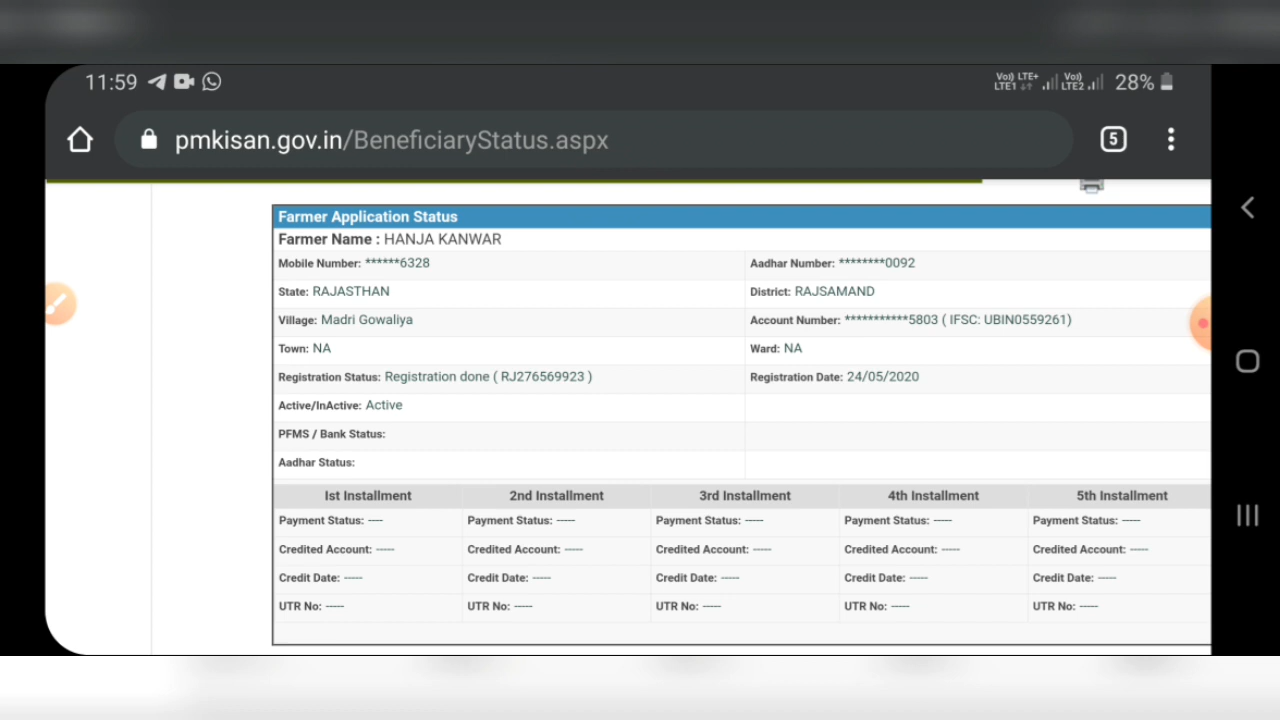 11:59
Vo)) LTE+ LTE1 Vo)) LTE2 28%
pmkisan.gov.in/BeneficiaryStatus.aspx 5
Farmer Application Status
Farmer Name : HANJA KANWAR
Mobile Number: ******6328 Aadhar Number: ********0092
State: RAJASTHAN District: RAJSAMAND
Village: Madri Gowaliya Account Number: ***********5803 ( IFSC: UBIN0559261)
Town: NA Ward: NA
Registration Status: Registration done ( RJ276569923 ) Registration Date: 24/05/2020
Active/InActive: Active
PFMS / Bank Status:
Aadhar Status:
Ist Installment 2nd Installment 3rd Installment 4th Installment 5th Installment
Payment Status: ---- Payment Status: ----- Payment Status: ----- Payment Status: ----- Payment Status: -----
Credited Account: ----- Credited Account: ----- Credited Account: ----- Credited Account: ----- Credited Account: -----
Credit Date: ----- Credit Date: ----- Credit Date: ----- Credit Date: ----- Credit Date: -----
UTR No: ----- UTR No: ----- UTR No: ----- UTR No: ----- UTR No: -----